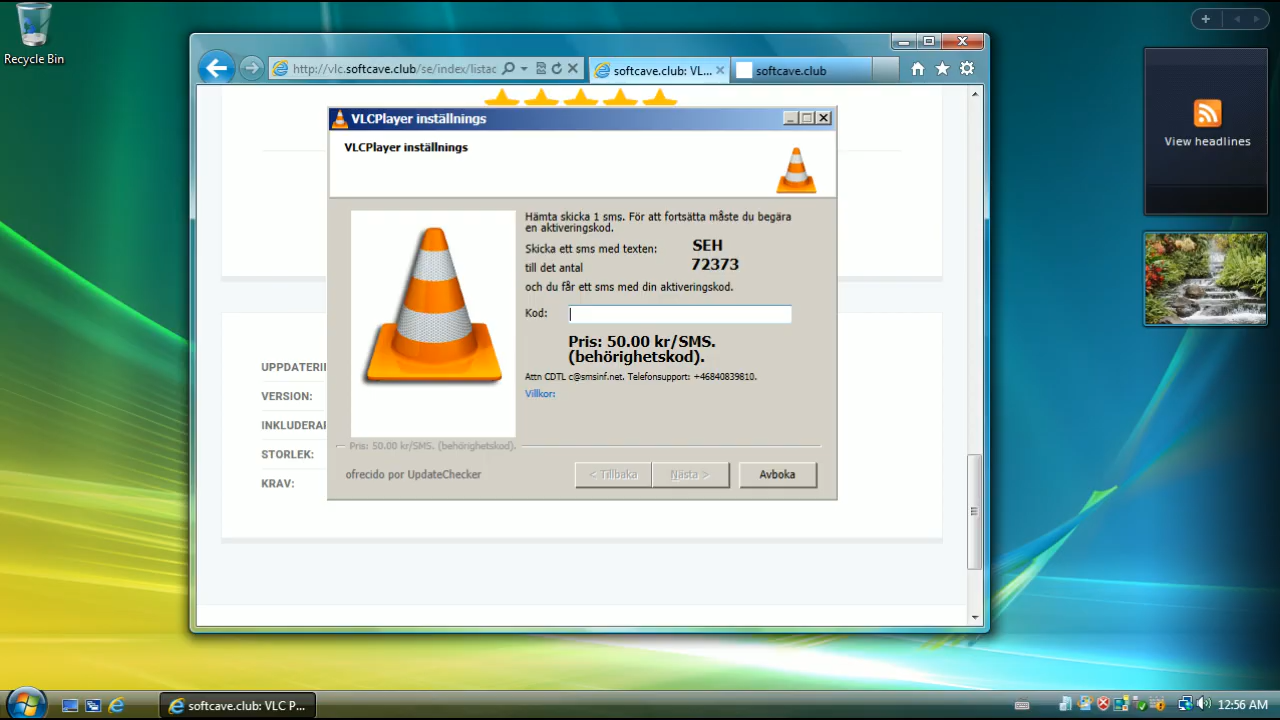 Recycle Bin
http://vlc.softcave.club/se/index/listac
softcave.club: VL...
softcave.club
View headlines
VLCPlayer inställnings
VLCPlayer inställnings
Hämta skicka 1 sms. För att fortsätta måste du begära
en aktiveringskod.
Skicka ett sms med texten: SEH
till det antal 72373
och du får ett sms med din aktiveringskod.
Kod:
Pris: 50.00 kr/SMS.
(behörighetskod).
Attn CDTL c@smsinf.net. Telefonsupport: +46840839810.
Villkor:
Pris: 50.00 kr/SMS. (behörighetskod).
ofrecido por UpdateChecker
< Tillbaka
Nästa >
Avboka
UPPDATERI
VERSION:
INKLUDERA
STORLEK:
KRAV:
softcave.club: VLC P...
12:56 AM